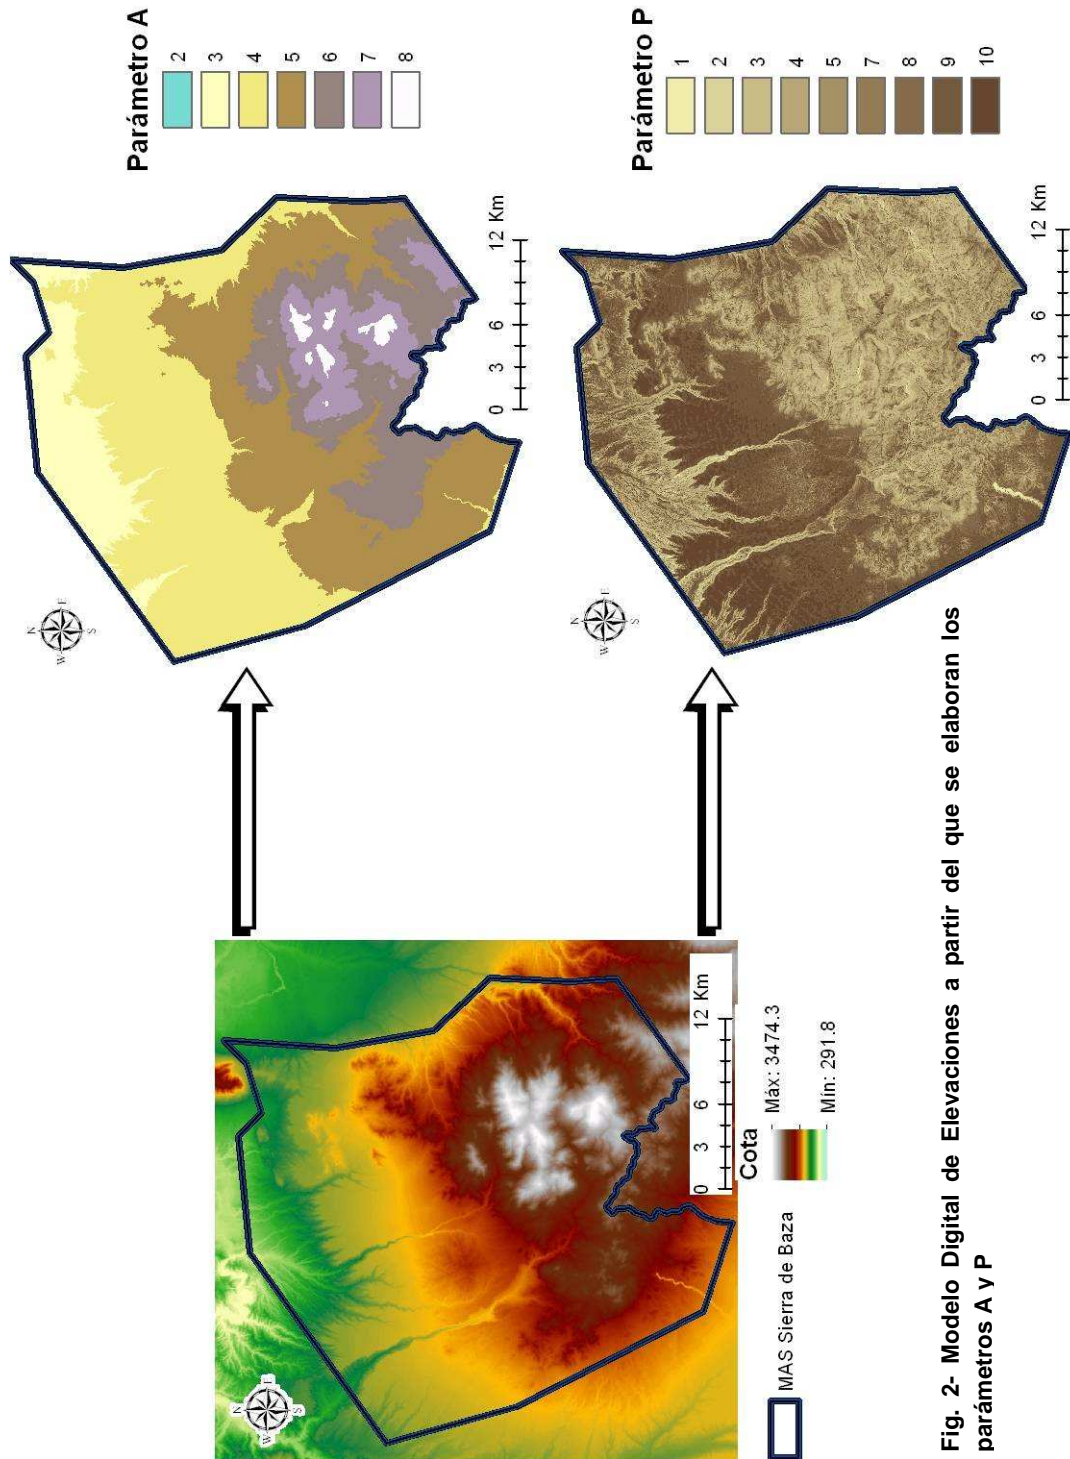 Parámetro A
2
3
4
5
6
7
8
N
W E
S
0 3 6 12 Km
Parámetro P
1
2
3
4
5
7
8
9
10
N
W E
S
0 3 6 12 Km
N
W E
S
0 3 6 12 Km
MAS Sierra de Baza
Cota
Máx: 3474.3
Mín: 291.8
Fig. 2- Modelo Digital de Elevaciones a partir del que se elaboran los
parámetros A y P